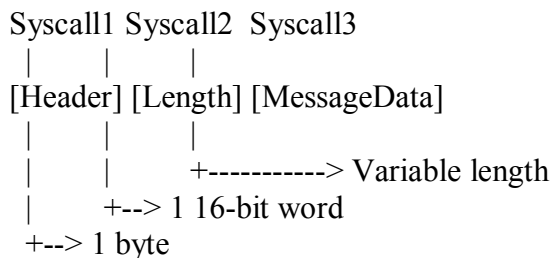 Syscall1 Syscall2 Syscall3
| | |
[Header] [Length] [MessageData]
| | |
| | +-----------> Variable length
| +--> 1 16-bit word
+--> 1 byte